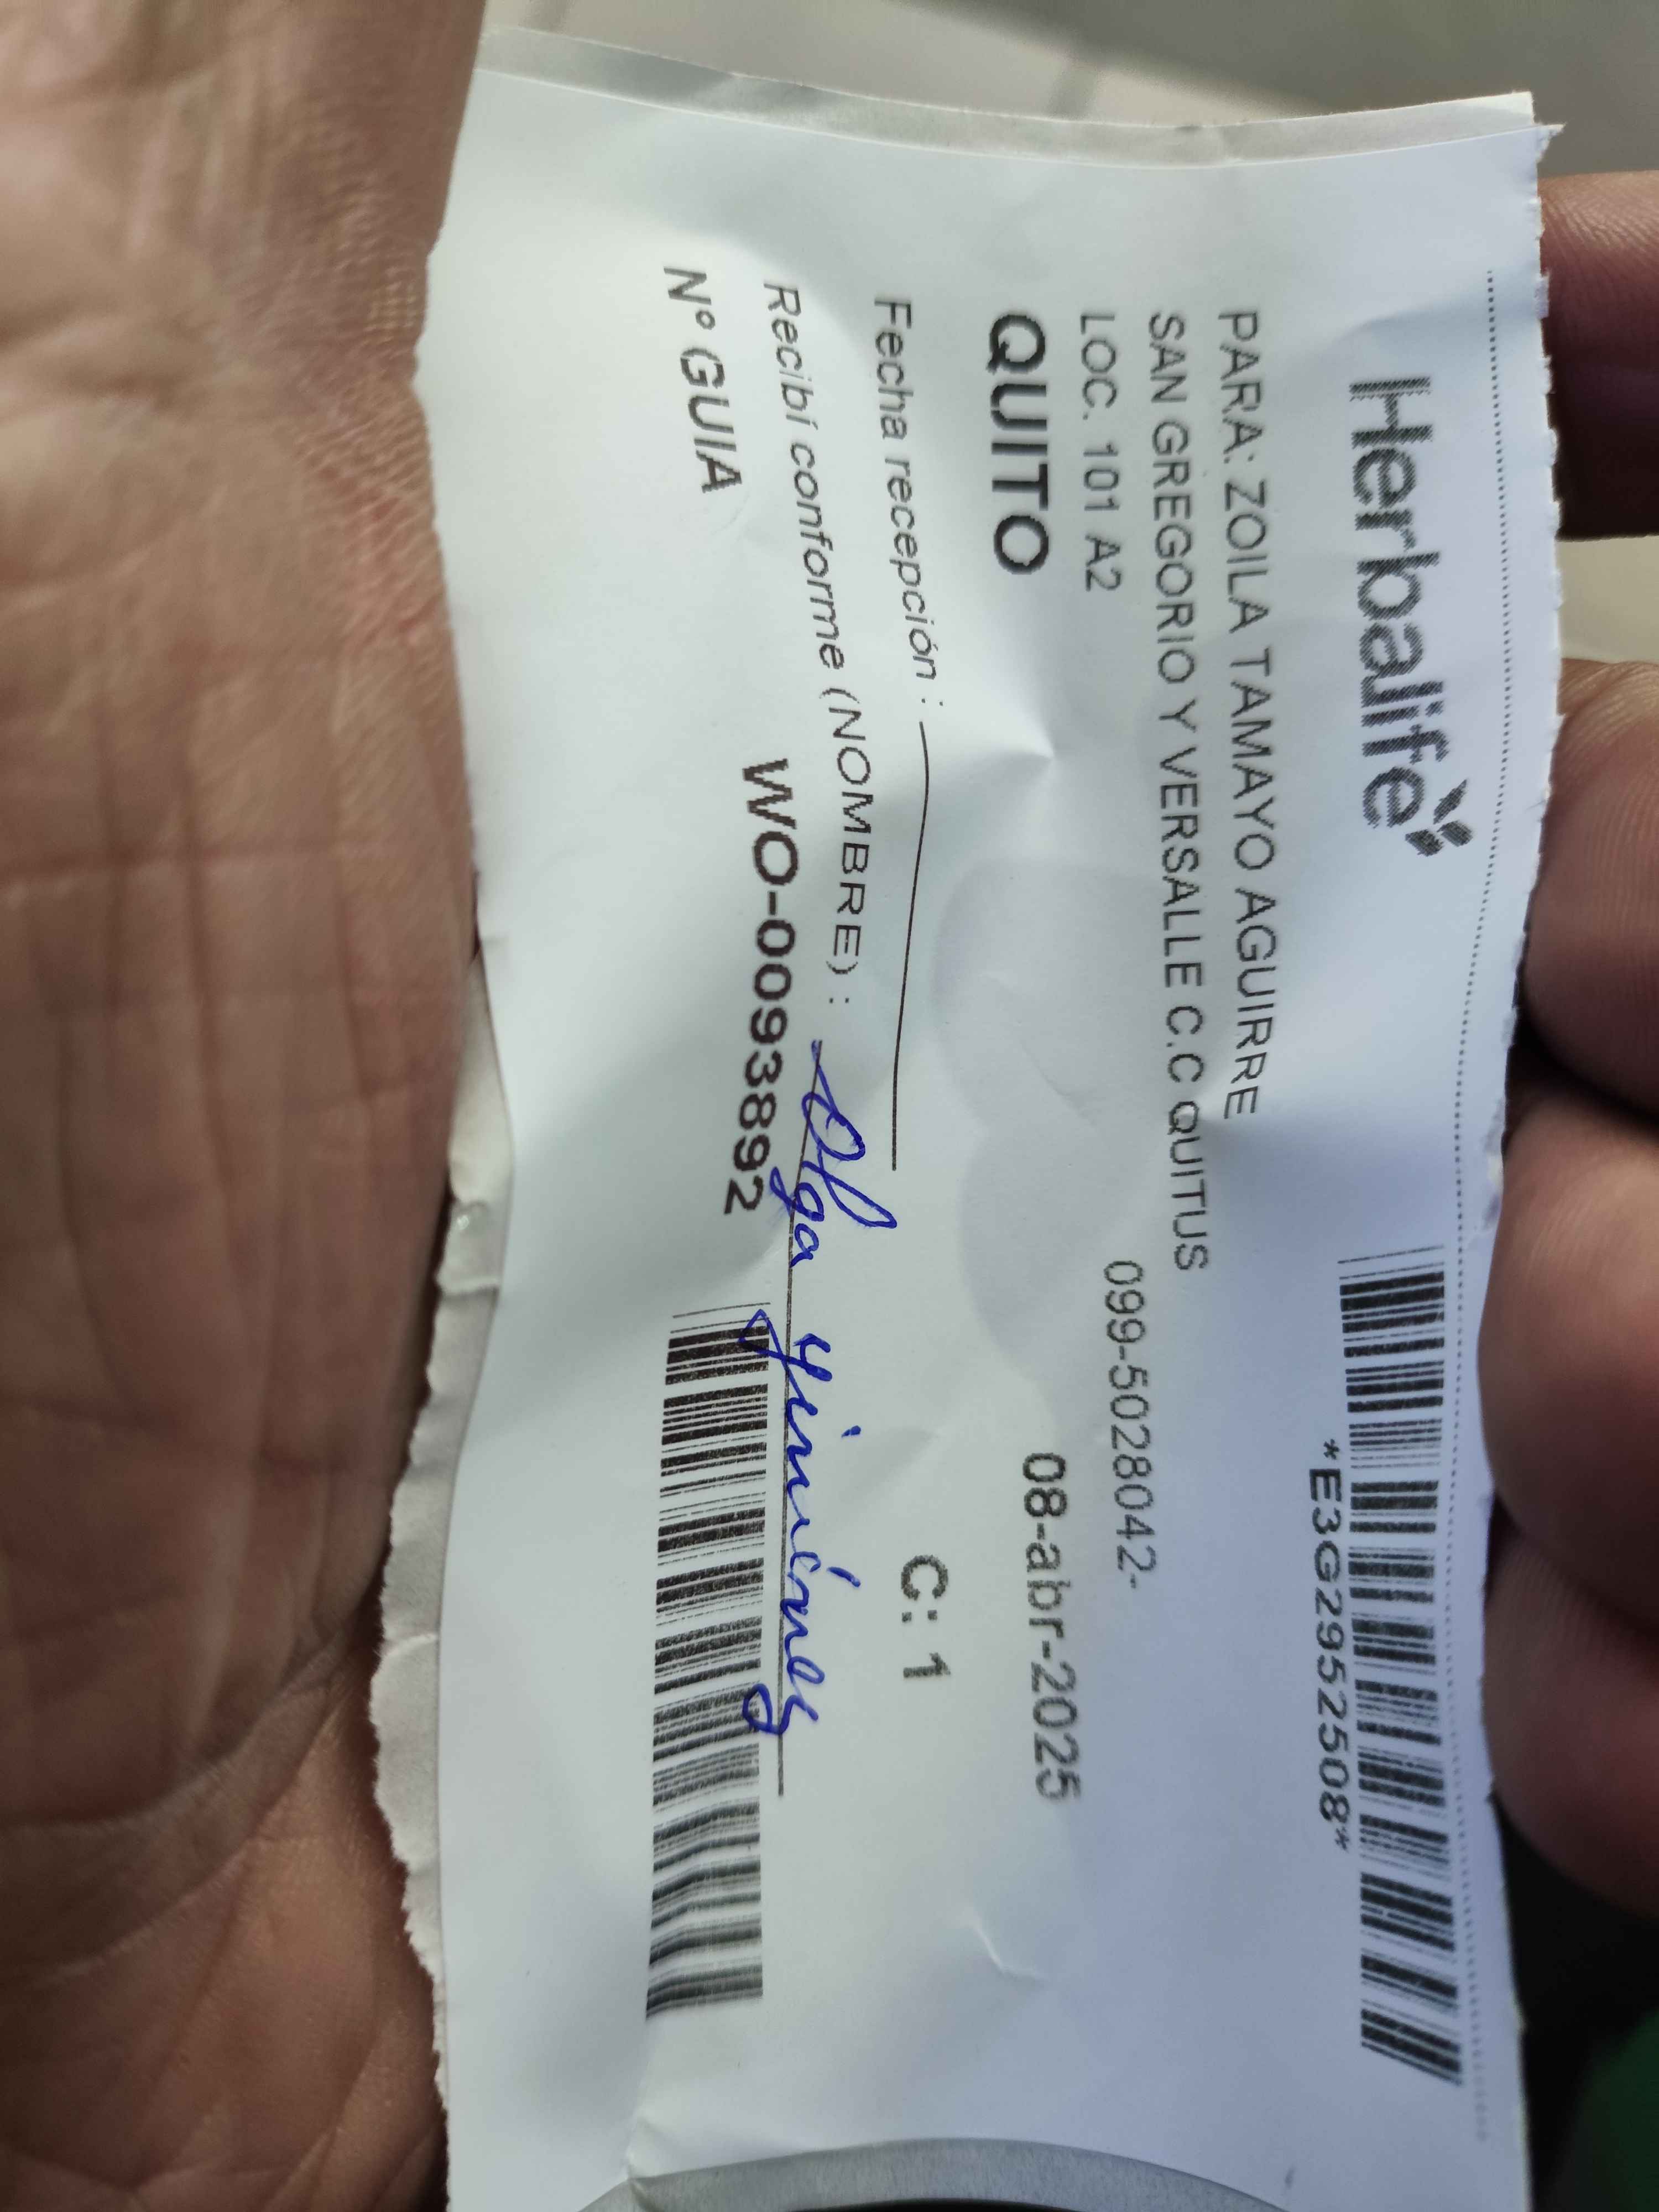 Herbalife
*E3G2952508*
PARA: ZOILA TAMAYO AGUIRRE
SAN GREGORIO Y VERSALLE C.C QUITUS
LOC. 101 A2 099-5028042-
QUITO 08-abr-2025
Fecha recepción : C: 1
Recibí conforme (NOMBRE) : Olga Jiménez
Nº GUIA WO-00938892